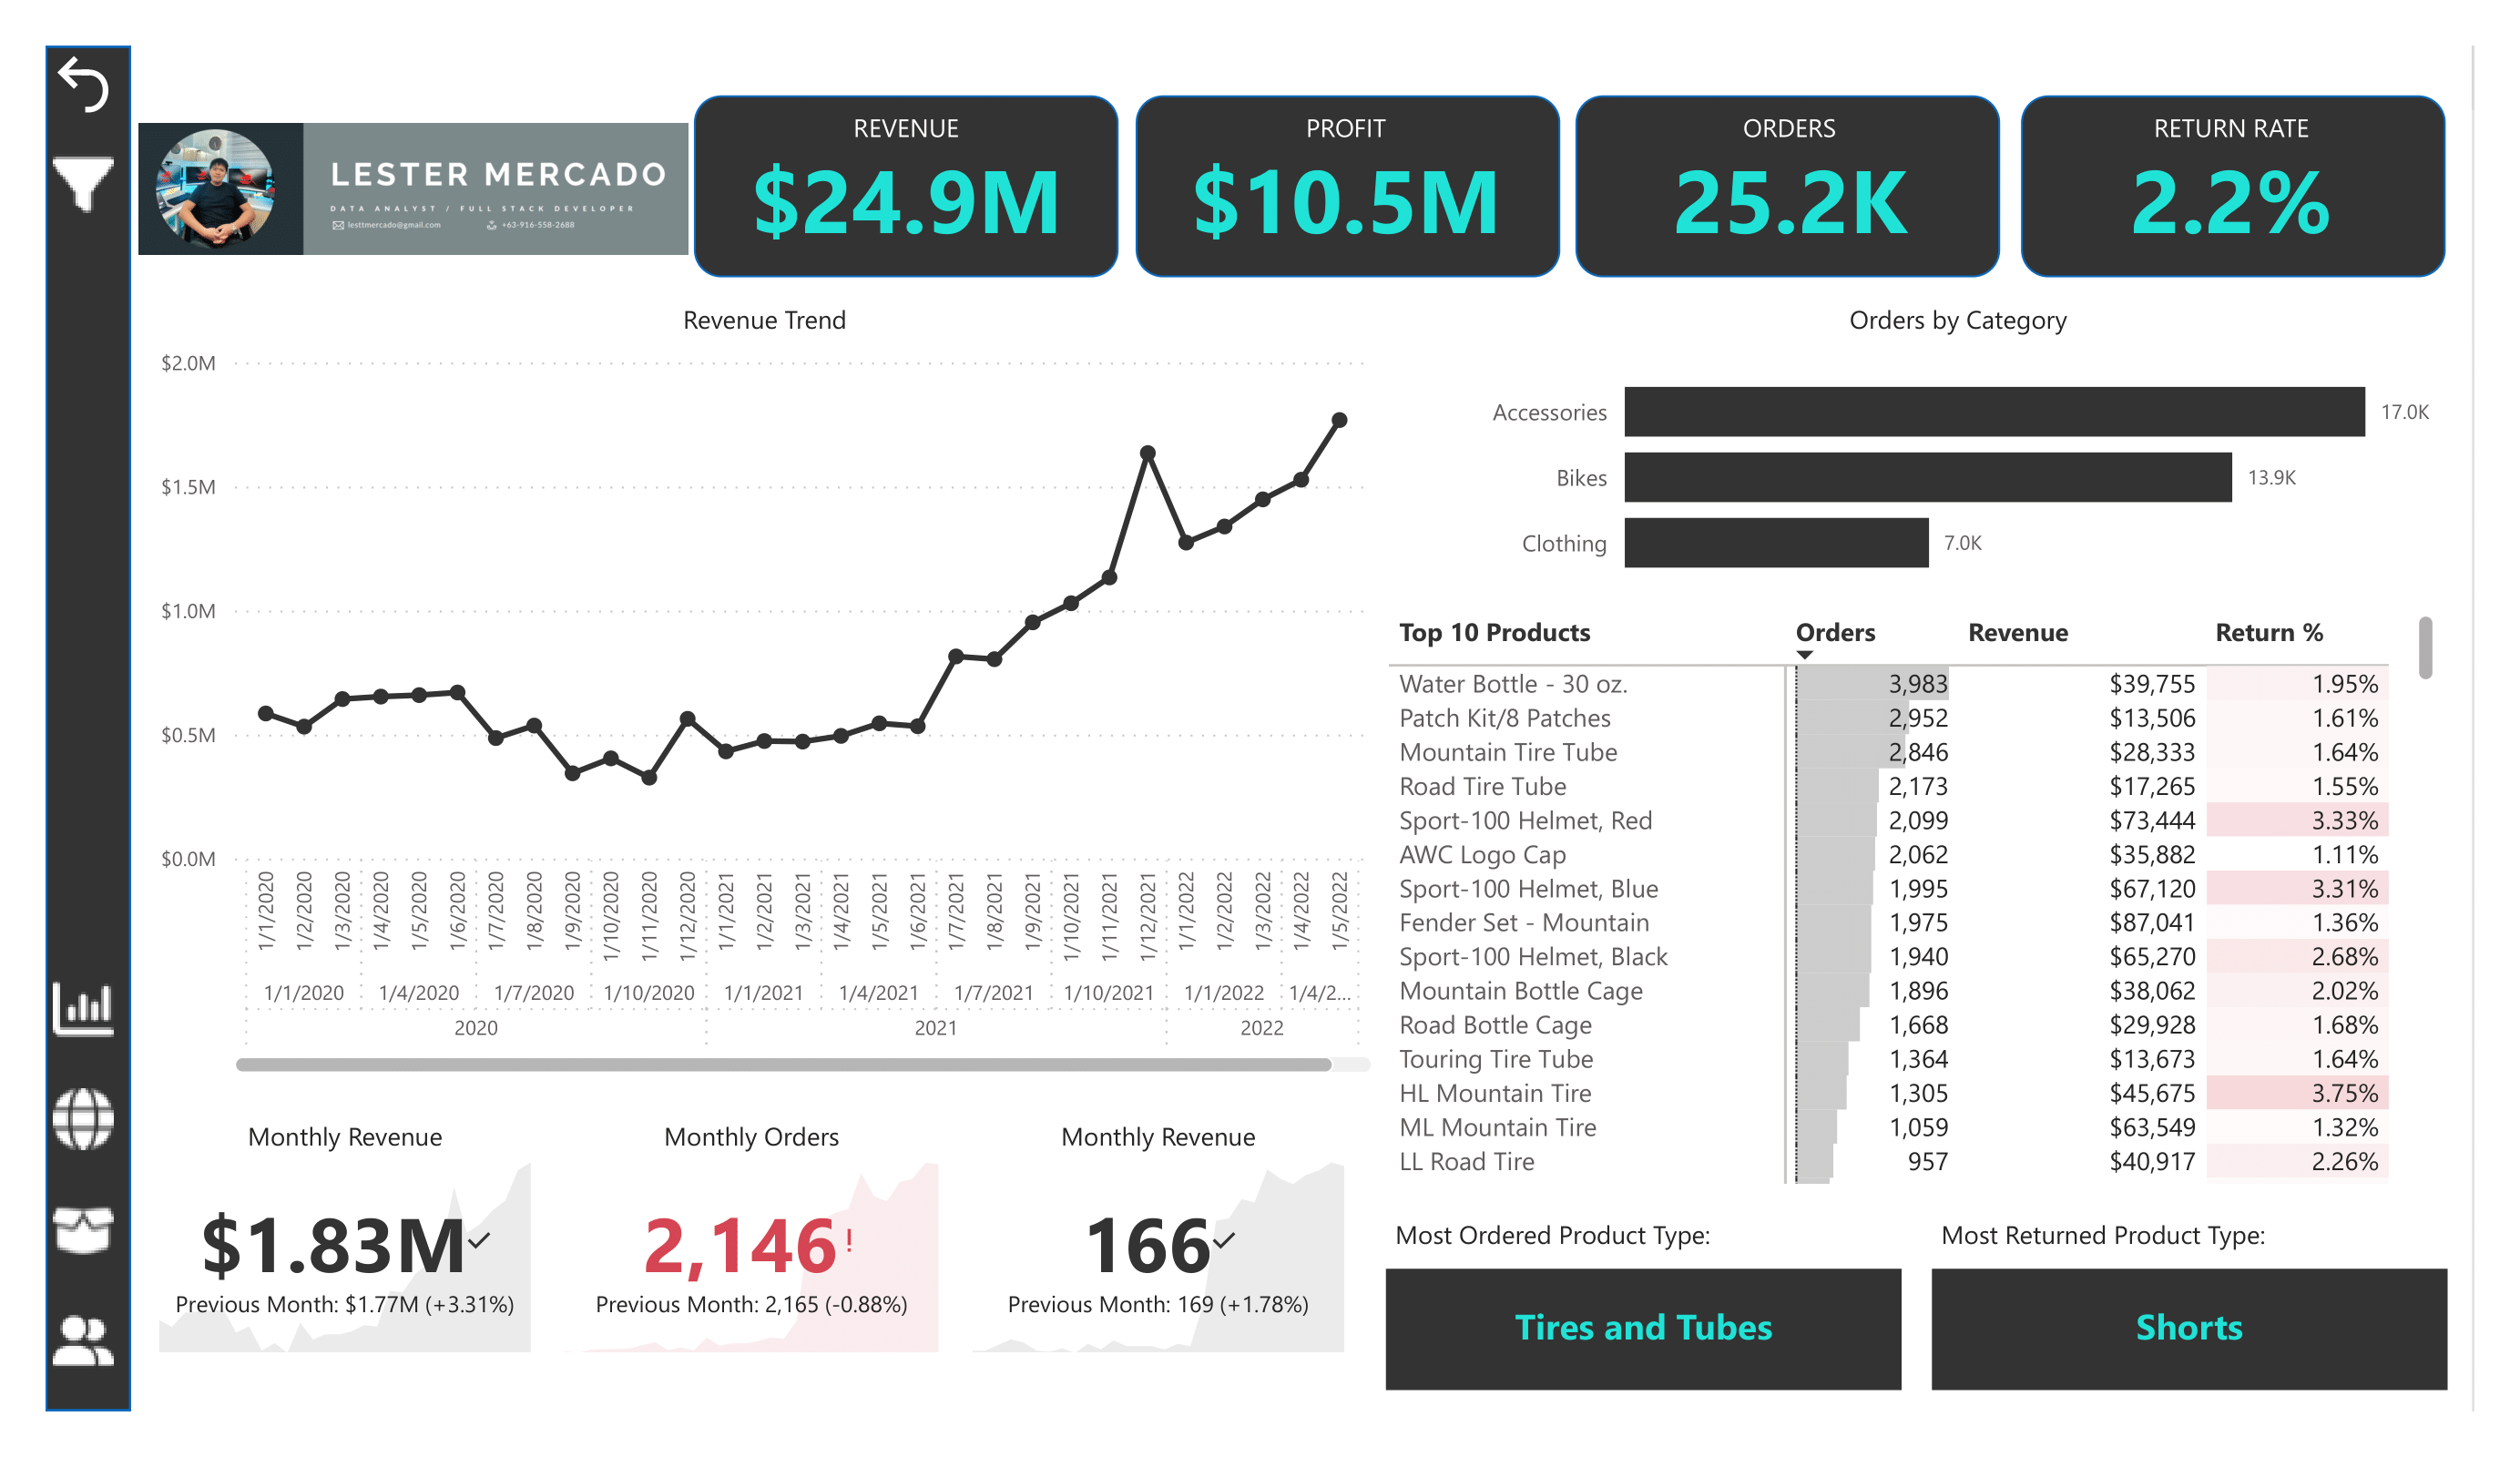 LESTER MERCADO
DATA ANALYST / FULL STACK DEVELOPER
lesttmercado@gmail.com +63-916-558-2688
REVENUE
$24.9M
PROFIT
$10.5M
ORDERS
25.2K
RETURN RATE
2.2%
Revenue Trend
$2.0M
$1.5M
$1.0M
$0.5M
$0.0M
1/1/2020 1/2/2020 1/3/2020 1/4/2020 1/5/2020 1/6/2020 1/7/2020 1/8/2020 1/9/2020 1/10/2020 1/11/2020 1/12/2020 1/1/2021 1/2/2021 1/3/2021 1/4/2021 1/5/2021 1/6/2021 1/7/2021 1/8/2021 1/9/2021 1/10/2021 1/11/2021 1/12/2021 1/1/2022 1/2/2022 1/3/2022 1/4/2022 1/5/2022
1/1/2020 1/4/2020 1/7/2020 1/10/2020 1/1/2021 1/4/2021 1/7/2021 1/10/2021 1/1/2022 1/4/2...
2020 2021 2022
Orders by Category
Accessories 17.0K
Bikes 13.9K
Clothing 7.0K
Top 10 Products Orders Revenue Return %
Water Bottle - 30 oz. 3,983 $39,755 1.95%
Patch Kit/8 Patches 2,952 $13,506 1.61%
Mountain Tire Tube 2,846 $28,333 1.64%
Road Tire Tube 2,173 $17,265 1.55%
Sport-100 Helmet, Red 2,099 $73,444 3.33%
AWC Logo Cap 2,062 $35,882 1.11%
Sport-100 Helmet, Blue 1,995 $67,120 3.31%
Fender Set - Mountain 1,975 $87,041 1.36%
Sport-100 Helmet, Black 1,940 $65,270 2.68%
Mountain Bottle Cage 1,896 $38,062 2.02%
Road Bottle Cage 1,668 $29,928 1.68%
Touring Tire Tube 1,364 $13,673 1.64%
HL Mountain Tire 1,305 $45,675 3.75%
ML Mountain Tire 1,059 $63,549 1.32%
LL Road Tire 957 $40,917 2.26%
Monthly Revenue
$1.83M
Previous Month: $1.77M (+3.31%)
Monthly Orders
2,146!
Previous Month: 2,165 (-0.88%)
Monthly Revenue
166
Previous Month: 169 (+1.78%)
Most Ordered Product Type:
Tires and Tubes
Most Returned Product Type:
Shorts